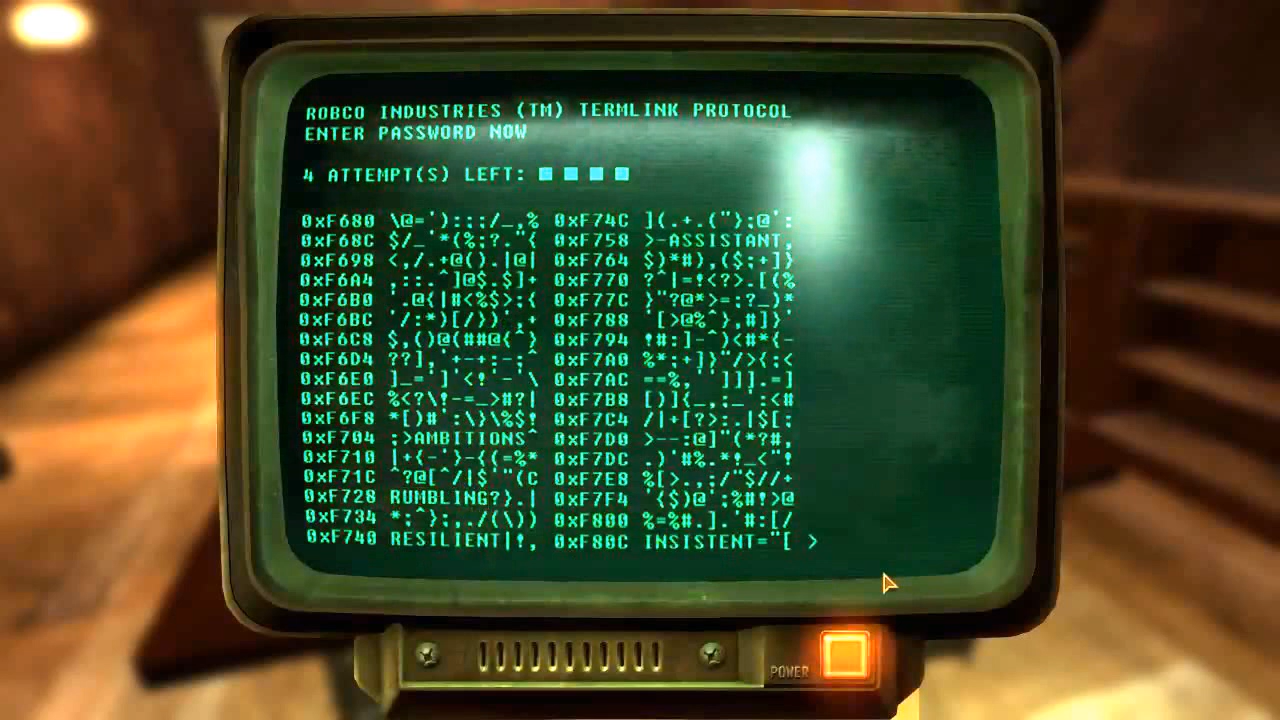 ROBCO INDUSTRIES (TM) TERMLINK PROTOCOL
ENTER PASSWORD NOW
4 ATTEMPT(S) LEFT: ■ ■ ■ ■
0xF680 \@='):;:/_,% 0xF74C ](.+.("};@':
0xF68C $/_'*(%;?."{ 0xF758 >-ASSISTANT,
0xF698 <,/.+@().|@| 0xF764 $)*#),($;+]}
0xF6A4 ,::.^]@$.$]+ 0xF770 ?^|=!<?>.[(%
0xF6B0 '.@{|#<%$>;{ 0xF77C }"?@*>=:?_)*
0xF6BC '/:*)[/})',+ 0xF788 '[>@%^},#]}'
0xF6C8 $,()@(##@{^} 0xF794 !#:]-^)<#*{-
0xF6D4 ??],'+-+:-;^ 0xF7A0 %*;+]}"/>{:<
0xF6E0 ]_=']'<!'-'\ 0xF7AC ==%,'']]].=]
0xF6EC %<?\!-=_>#?| 0xF7B8 [)]{_,:_':<#
0xF6F8 *[)#':\}\%$! 0xF7C4 /|+[?>:.|$[;
0xF704 ;>AMBITIONS^ 0xF7D0 >--:@]"(*?#,
0xF710 |+{-'}-{(=%* 0xF7DC .)'#%.*!_<"!
0xF71C ^?@[^/|$'"(C 0xF7E8 %[>.,;/"$//+
0xF728 RUMBLING?}.| 0xF7F4 '{$)@';%#!>@
0xF734 *;^};,./(\)) 0xF800 %=%#.].'#:[/
0xF740 RESILIENT|!, 0xF80C INSISTENT="[ >
POWER